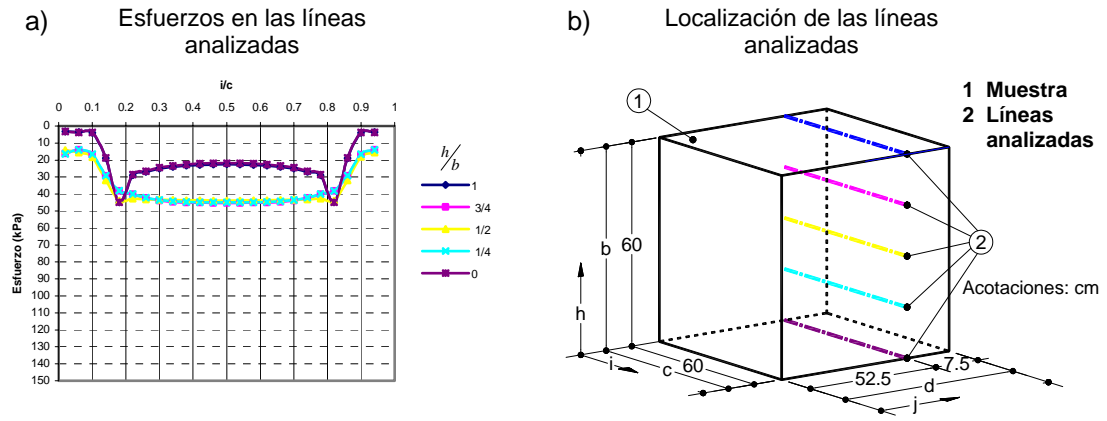 a)
Esfuerzos en las líneas
analizadas
i/c
0 0.1 0.2 0.3 0.4 0.5 0.6 0.7 0.8 0.9 1
0
10
20
30
40
50
60
70
80
90
100
110
120
130
140
150
Esfuerzo (kPa)
h/b
1
3/4
1/2
1/4
0
b)
Localización de las líneas
analizadas
1 Muestra
2 Líneas
analizadas
1
2
b
60
h
i
c
60
52.5
7.5
d
j
Acotaciones: cm